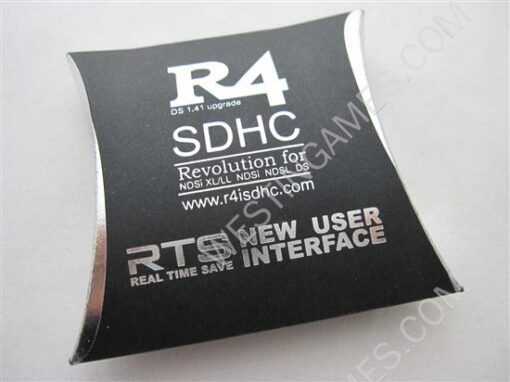 R4
DS 1.41 upgrade
SDHC
Revolution for
NDSi XL/LL NDSi NDSL DS
www.r4isdhc.com
RTS NEW USER
REAL TIME SAVE INTERFACE